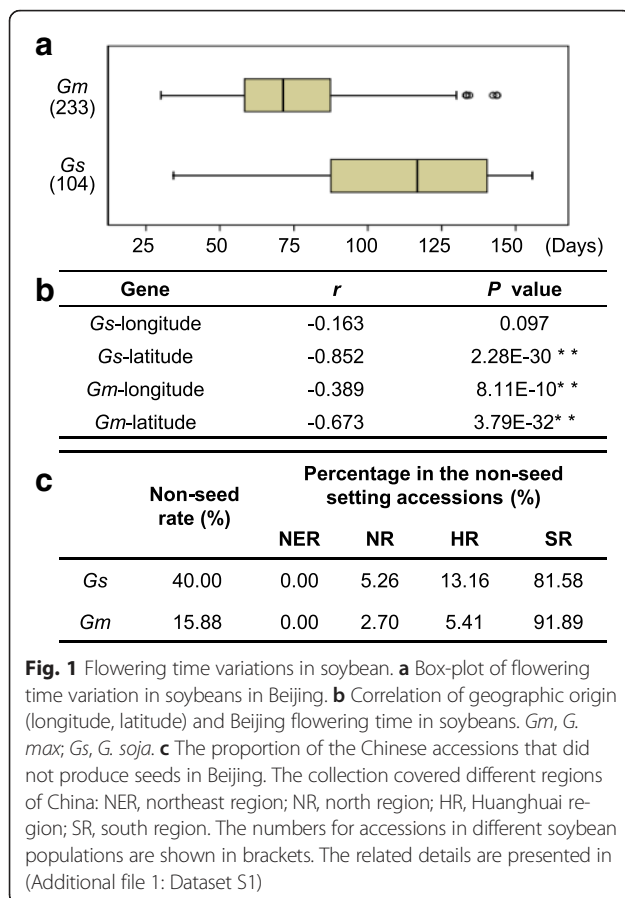 a
Gm
(233)
Gs
(104)
25 50 75 100 125 150 (Days)
b Gene r P value
Gs-longitude -0.163 0.097
Gs-latitude -0.852 2.28E-30 * *
Gm-longitude -0.389 8.11E-10* *
Gm-latitude -0.673 3.79E-32* *
c Non-seed rate (%) Percentage in the non-seed setting accessions (%)
NER NR HR SR
Gs 40.00 0.00 5.26 13.16 81.58
Gm 15.88 0.00 2.70 5.41 91.89
Fig. 1 Flowering time variations in soybean. a Box-plot of flowering
time variation in soybeans in Beijing. b Correlation of geographic origin
(longitude, latitude) and Beijing flowering time in soybeans. Gm, G.
max; Gs, G. soja. c The proportion of the Chinese accessions that did
not produce seeds in Beijing. The collection covered different regions
of China: NER, northeast region; NR, north region; HR, Huanghuai re-
gion; SR, south region. The numbers for accessions in different soybean
populations are shown in brackets. The related details are presented in
(Additional file 1: Dataset S1)